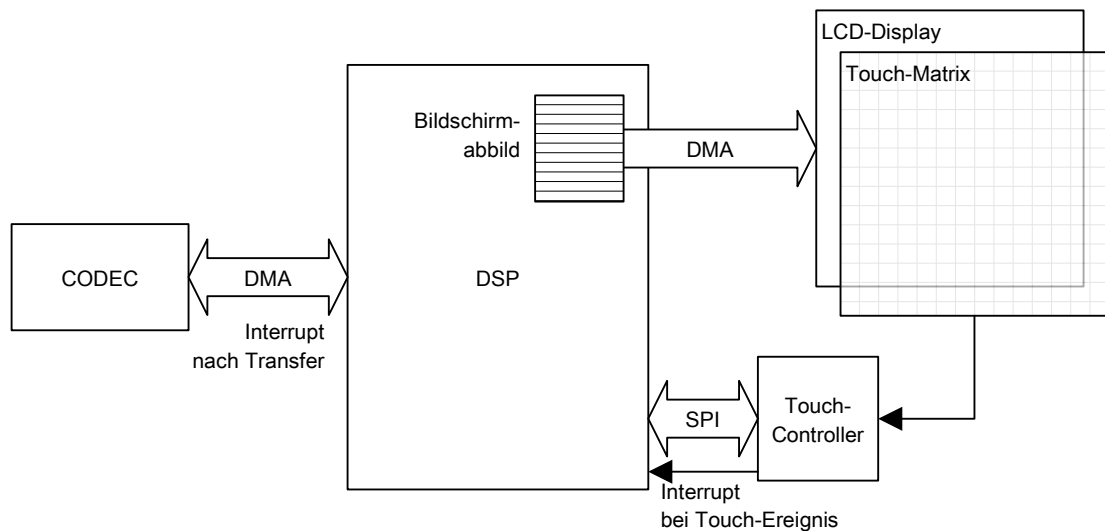 LCD-Display
Touch-Matrix
Bildschirm-
abbild
DMA
CODEC
DMA
DSP
Interrupt
nach Transfer
SPI
Touch-
Controller
Interrupt
bei Touch-Ereignis